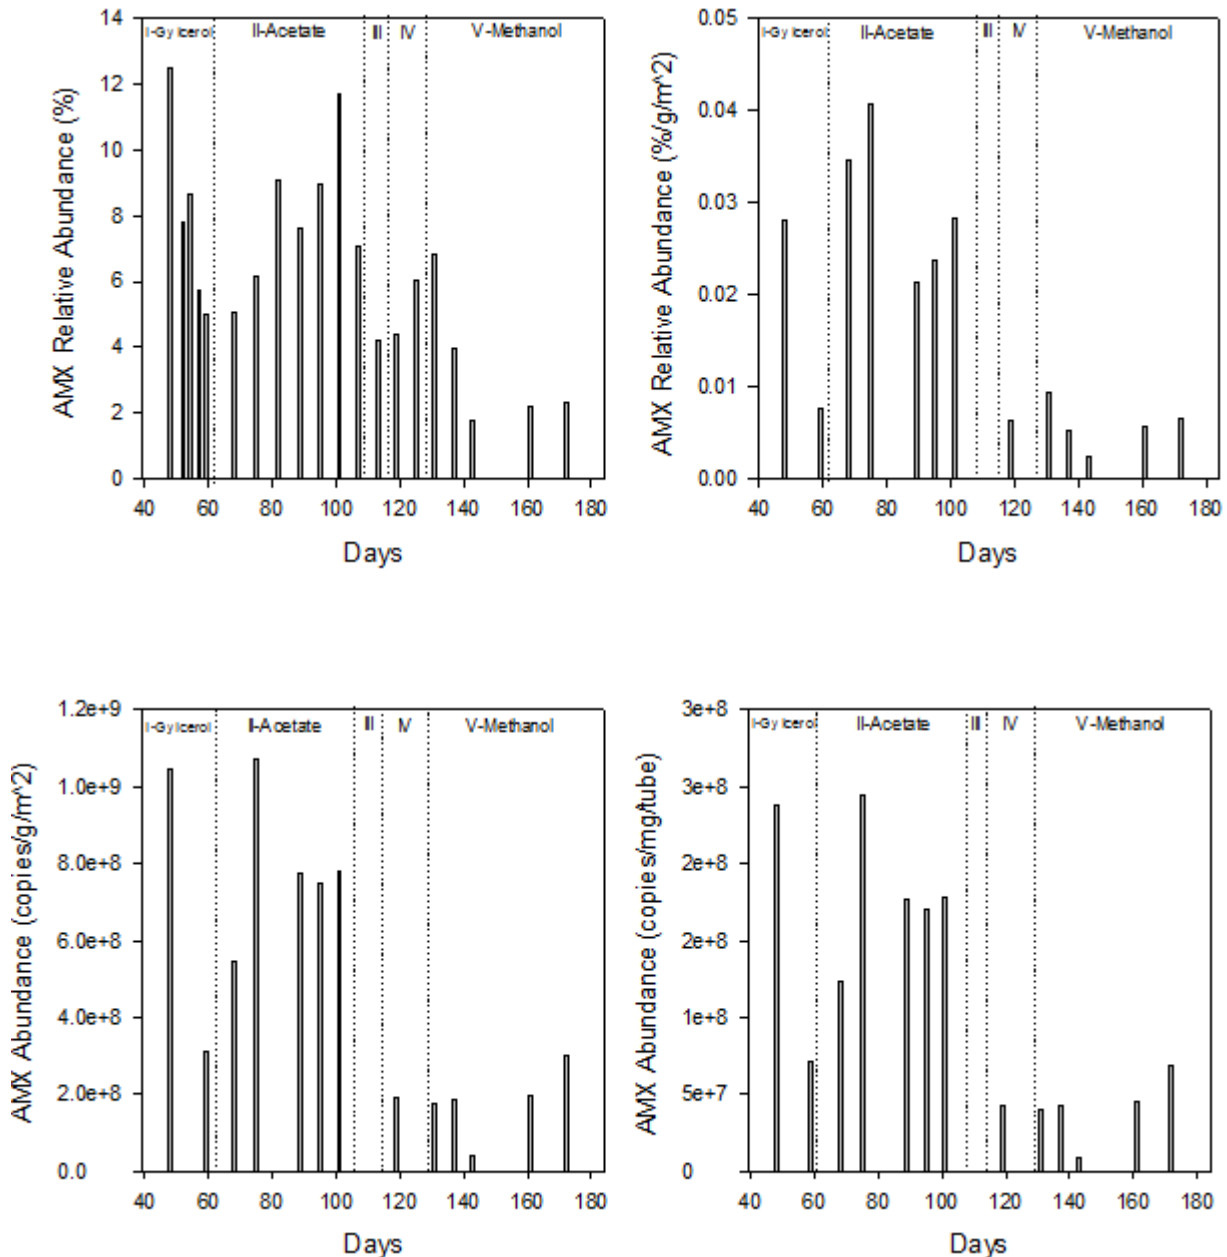 14
12
10
8
6
4
2
0
AMX Relative Abundance (%)
I-Gy lcerol
II-Acetate
III
IV
V-Methanol
40 60 80 100 120 140 160 180
Days
0.05
0.04
0.03
0.02
0.01
0.00
AMX Relative Abundance (%/g/m^2)
I-Gy lcerol
II-Acetate
III
IV
V-Methanol
40 60 80 100 120 140 160 180
Days
1.2e+9
1.0e+9
8.0e+8
6.0e+8
4.0e+8
2.0e+8
0.0
AMX Abundance (copies/g/m^2)
I-Gy lcerol
II-Acetate
III
IV
V-Methanol
40 60 80 100 120 140 160 180
Days
3e+8
3e+8
2e+8
2e+8
1e+8
5e+7
0
AMX Abundance (copies/mg/tube)
I-Gy lcerol
II-Acetate
III
IV
V-Methanol
40 60 80 100 120 140 160 180
Days